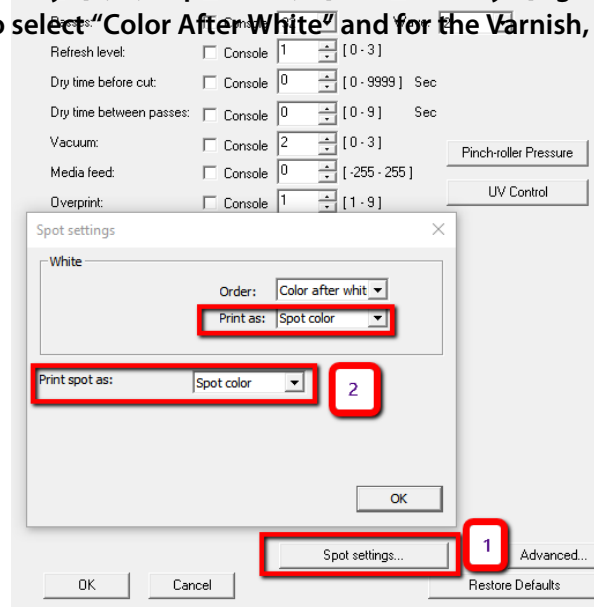 o select “Color After White” and for the Varnish,
Refresh level: Console 1 [ 0 - 3 ]
Dry time before cut: Console 0 [ 0 - 9999 ] Sec
Dry time between passes: Console 0 [ 0 - 9 ] Sec
Vacuum: Console 2 [ 0 - 3 ]
Pinch-roller Pressure
Media feed: Console 0 [ -255 - 255 ]
UV Control
Overprint: Console 1 [ 1 - 9 ]
Spot settings
White
Order: Color after whit
Print as: Spot color
Print spot as: Spot color
2
OK
Spot settings...
1
Advanced...
OK Cancel Restore Defaults